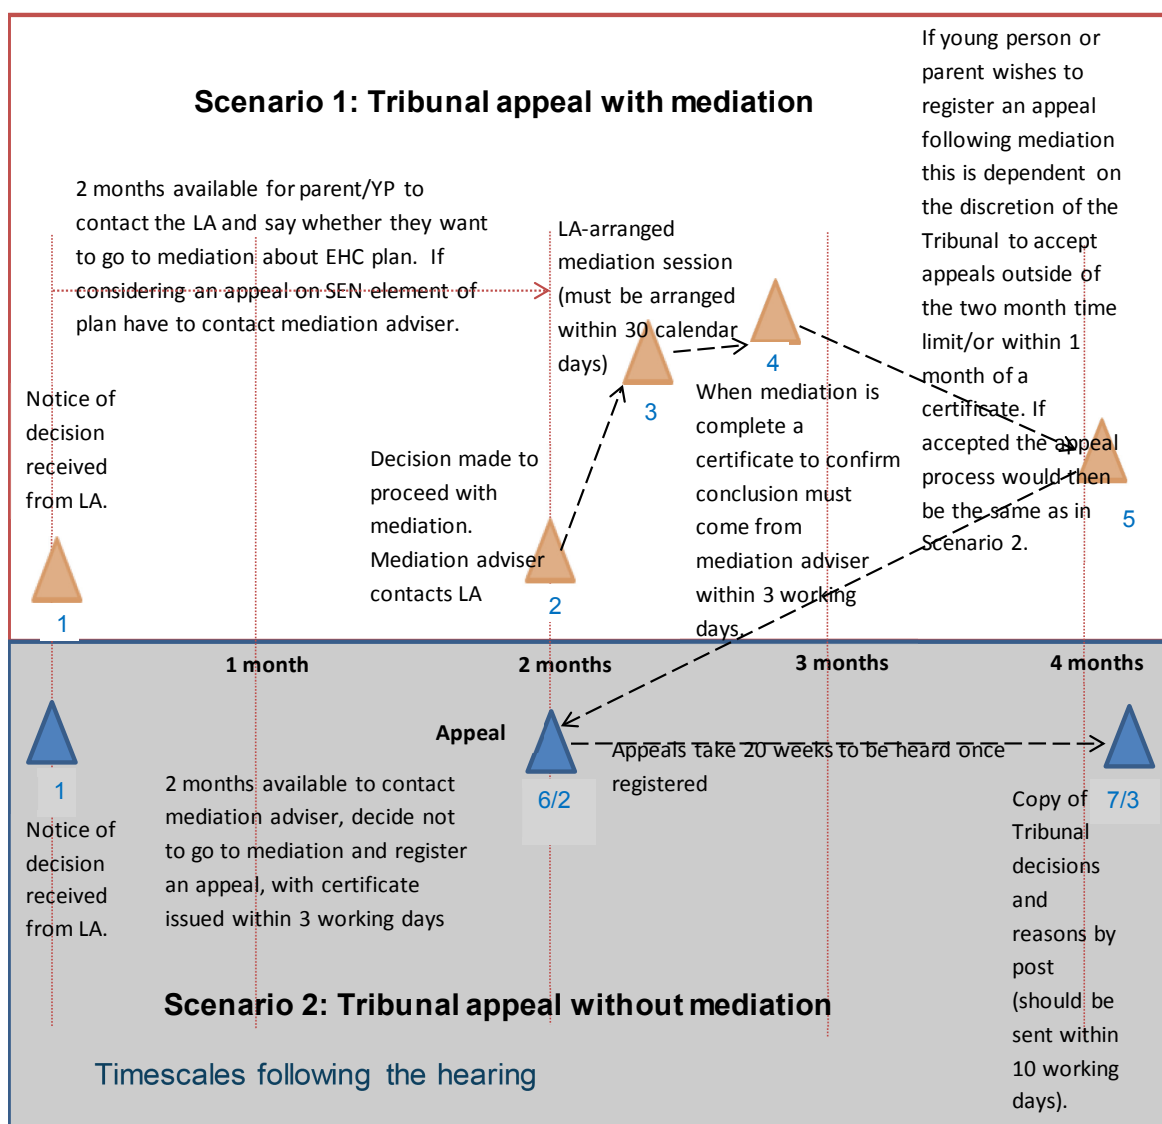 Scenario 1: Tribunal appeal with mediation
2 months available for parent/YP to
contact the LA and say whether they want
to go to mediation about EHC plan. If
considering an appeal on SEN element of
plan have to contact mediation adviser.
Notice of
decision
received
from LA.
1
Decision made to
proceed with
mediation.
Mediation adviser
contacts LA
2
LA-arranged
mediation session
(must be arranged
within 30 calendar
days)
3
4
When mediation is
complete a
certificate to confirm
conclusion must
come from
mediation adviser
within 3 working
days.
If young person or
parent wishes to
register an appeal
following mediation
this is dependent on
the discretion of the
Tribunal to accept
appeals outside of
the two month time
limit/or within 1
month of a
certificate. If
accepted the appeal
process would then
be the same as in
Scenario 2.
5
1 month
2 months
3 months
4 months
1
Notice of
decision
received
from LA.
2 months available to contact
mediation adviser, decide not
to go to mediation and register
an appeal, with certificate
issued within 3 working days
Appeal
6/2
Appeals take 20 weeks to be heard once
registered
7/3
Copy of
Tribunal
decisions
and
reasons by
post
(should be
sent within
10 working
days).
Scenario 2: Tribunal appeal without mediation
Timescales following the hearing